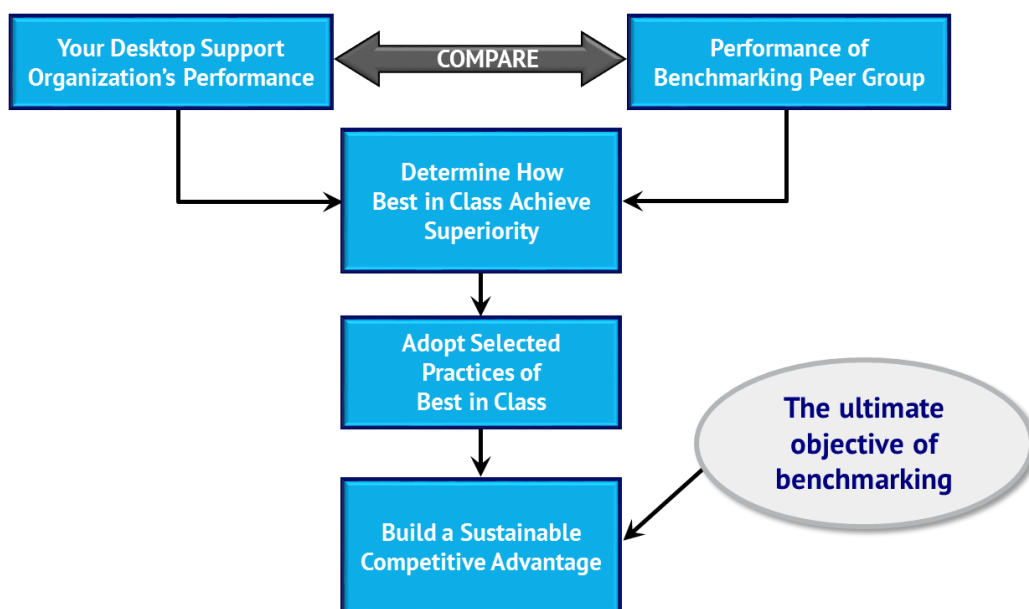 Your Desktop Support
Organization's Performance
COMPARE
Performance of
Benchmarking Peer Group
Determine How
Best in Class Achieve
Superiority
Adopt Selected
Practices of
Best in Class
The ultimate
objective of
benchmarking
Build a Sustainable
Competitive Advantage